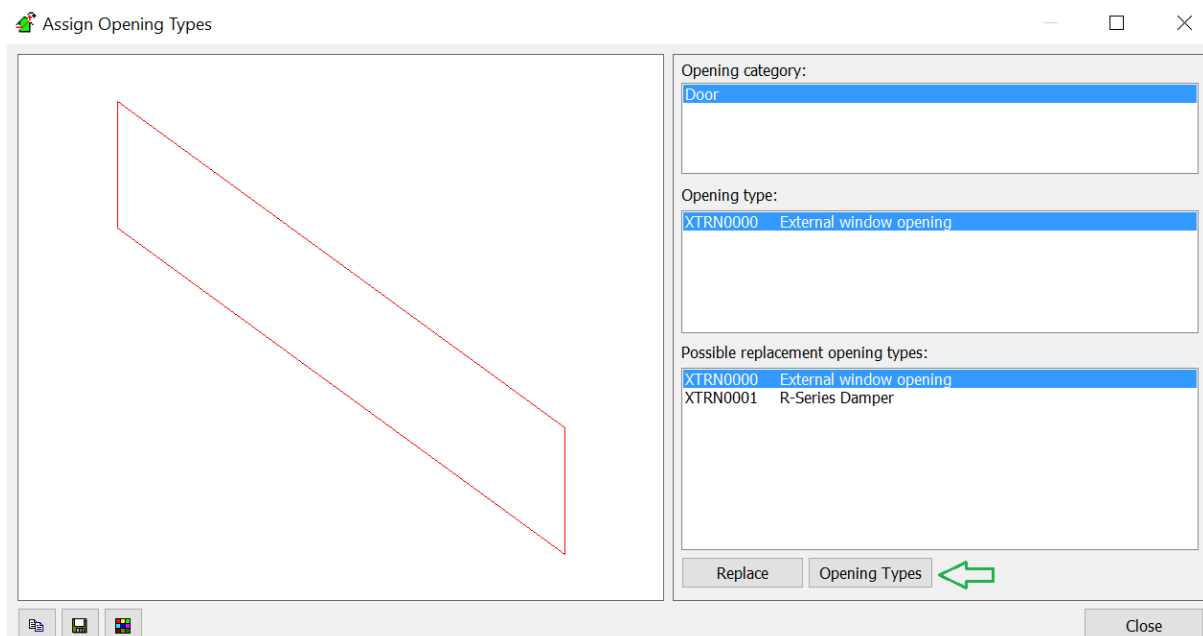 Assign Opening Types
Opening category:
Door
Opening type:
XTRN0000 External window opening
Possible replacement opening types:
XTRN0000 External window opening
XTRN0001 R-Series Damper
Replace
Opening Types
Close